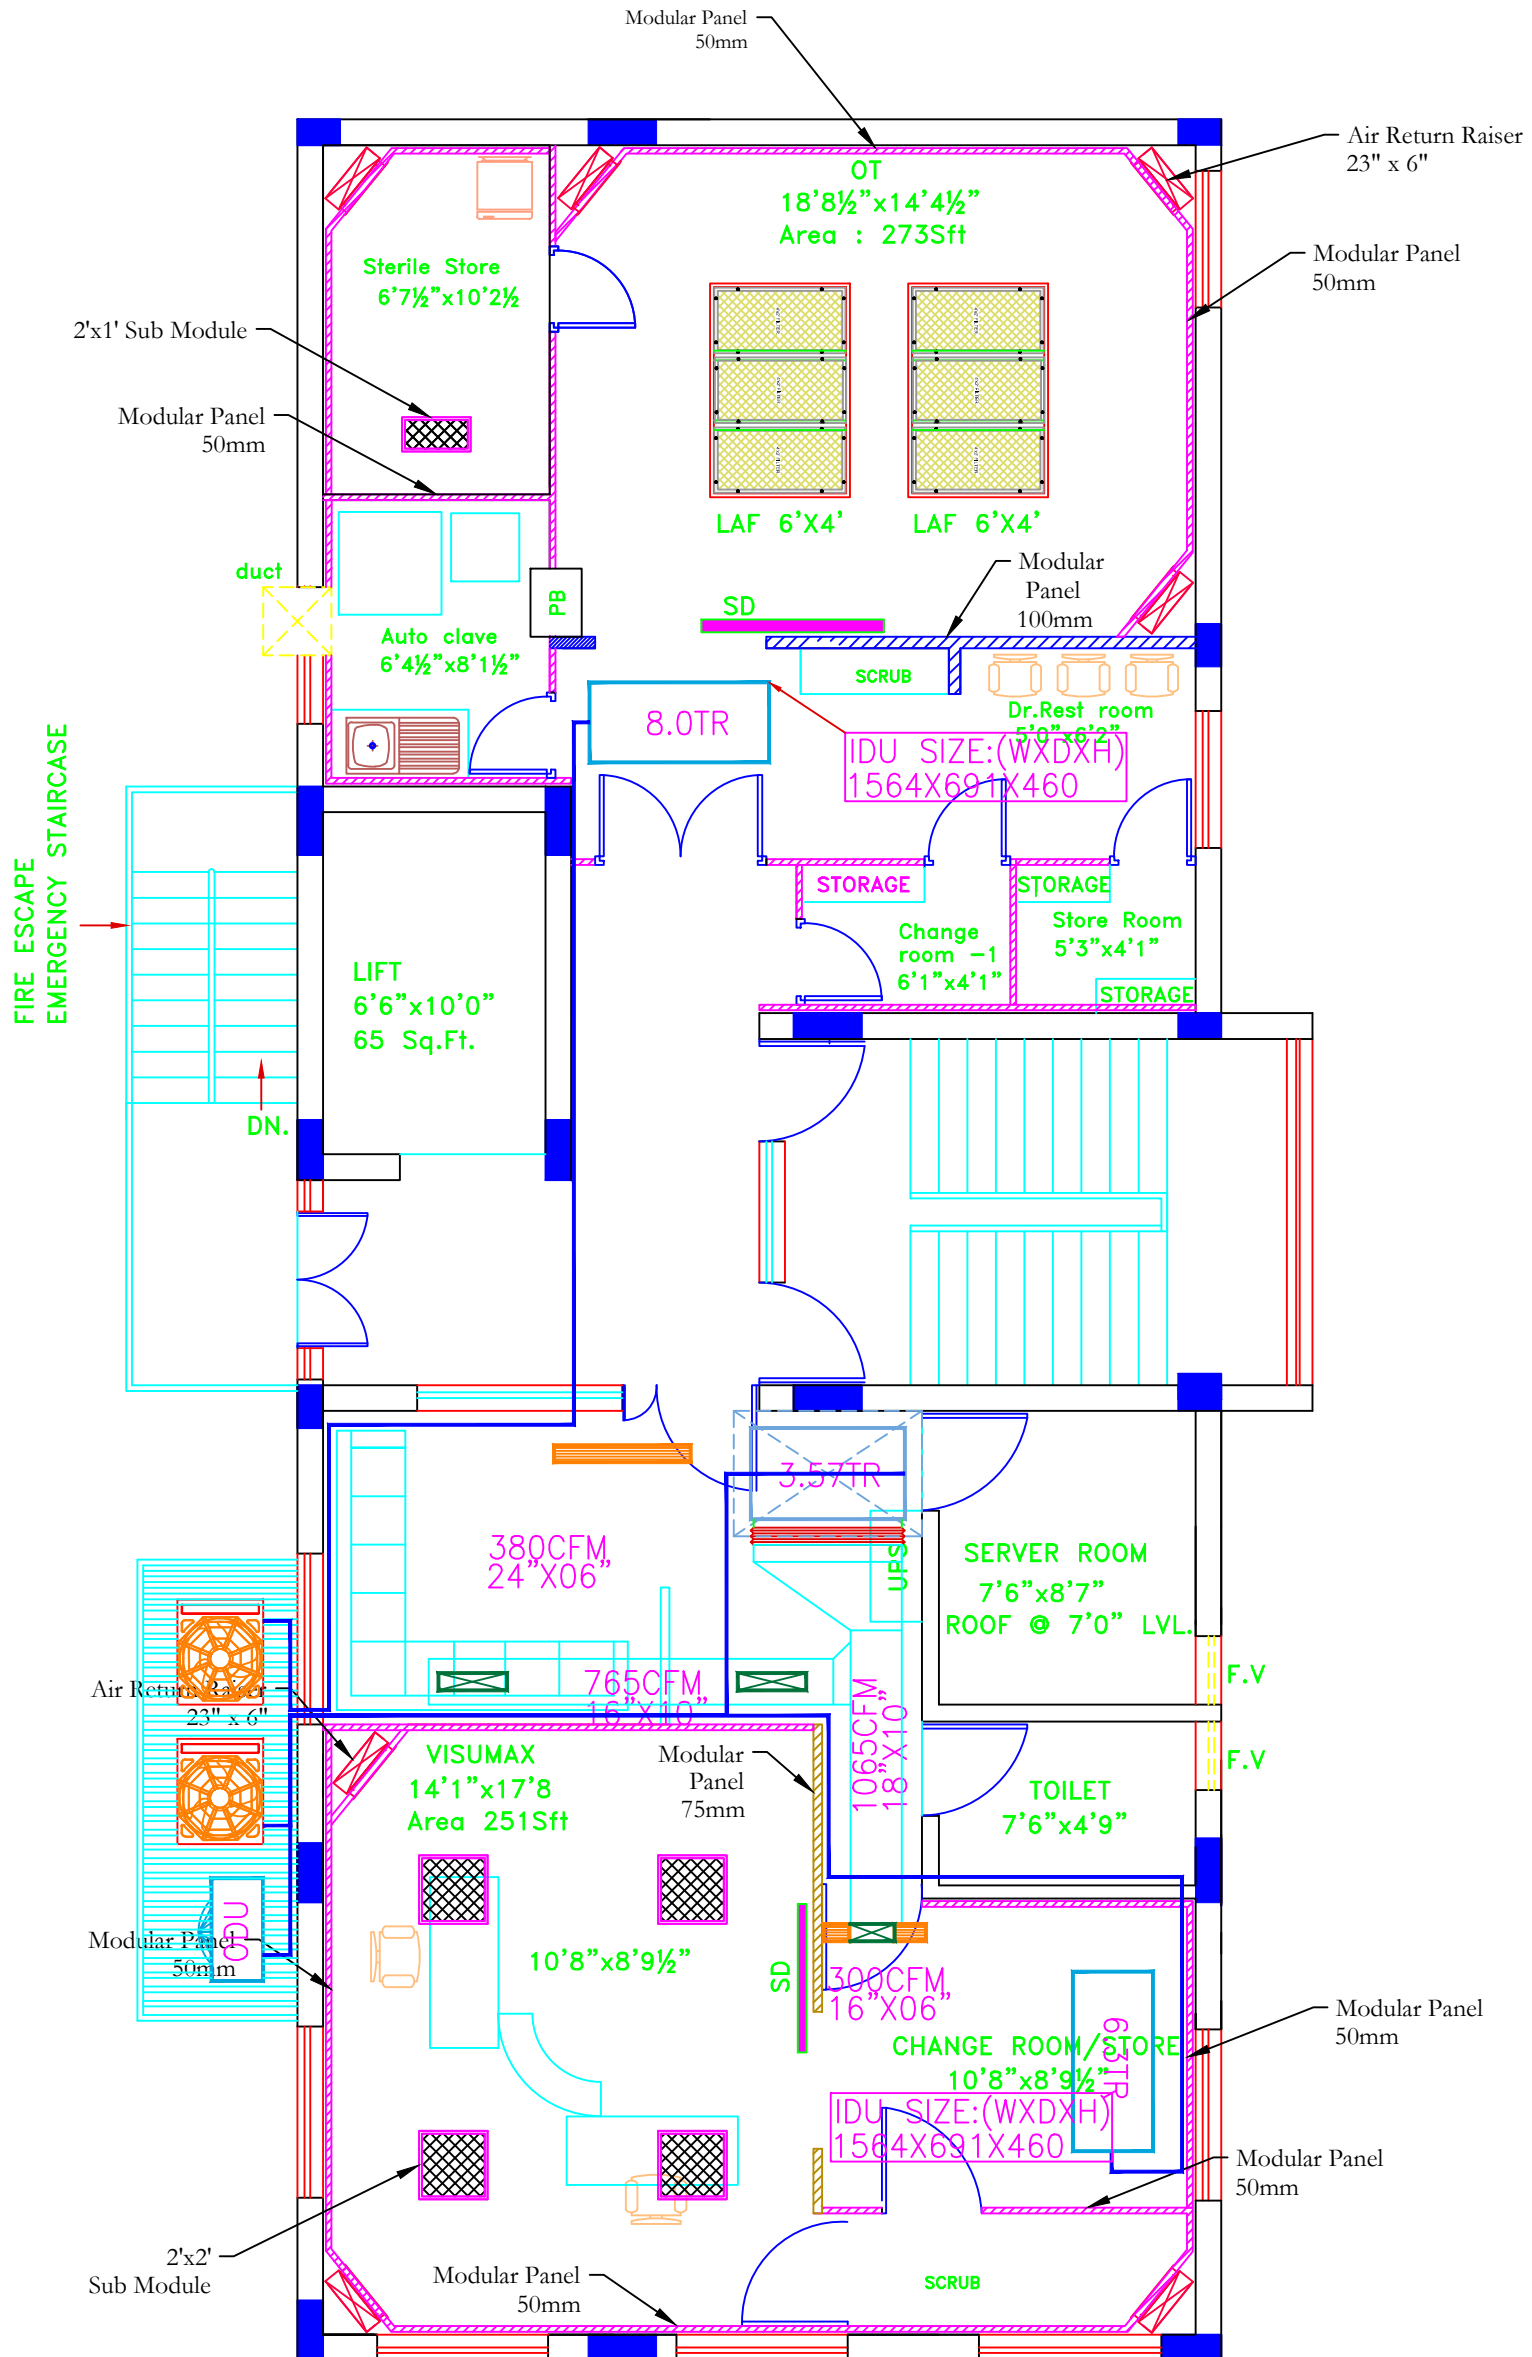 Modular Panel
50mm
Air Return Raiser
23" x 6"
OT
18'8½"x14'4½"
Area : 273Sft
Modular Panel
50mm
Sterile Store
6'7½"x10'2½
2'x1' Sub Module
Modular Panel
50mm
LAF 6'X4'
LAF 6'X4'
duct
Modular
Panel
100mm
PB
SD
Auto clave
6'4½"x8'1½"
SCRUB
Dr.Rest room
5'0"x6'2"
8.0TR
IDU SIZE:(WXDXH)
1564X691X460
FIRE ESCAPE
EMERGENCY STAIRCASE
STORAGE
STORAGE
Change
room -1
6'1"x4'1"
Store Room
5'3"x4'1"
STORAGE
LIFT
6'6"x10'0"
65 Sq.Ft.
DN.
3.57TR
380CFM
24"X06"
UPS
SERVER ROOM
7'6"x8'7"
ROOF @ 7'0" LVL.
F.V
Air Return Raiser
23" x 6"
765CFM
16"X10"
1065CFM
18"X10"
VISUMAX
14'1"x17'8
Area 251Sft
Modular
Panel
75mm
F.V
TOILET
7'6"x4'9"
ODU
Modular Panel
50mm
10'8"x8'9½"
SD
300CFM
16"X06"
Modular Panel
50mm
CHANGE ROOM/STORE
10'8"x8'9½"
6.3TR
IDU SIZE:(WXDXH)
1564X691X460
Modular Panel
50mm
2'x2'
Sub Module
Modular Panel
50mm
SCRUB